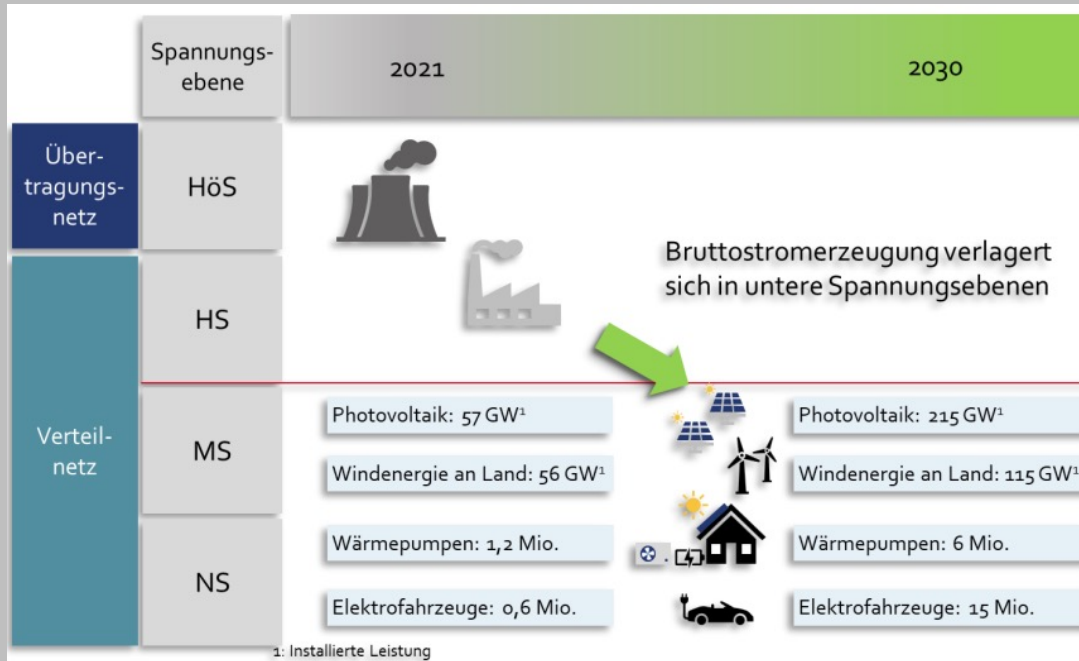 Spannungs-
ebene
2021
2030
Über-
tragungs-
netz
HöS
HS
Bruttostromerzeugung verlagert
sich in untere Spannungsebenen
Verteil-
netz
MS
Photovoltaik: 57 GW¹
Photovoltaik: 215 GW¹
Windenergie an Land: 56 GW¹
Windenergie an Land: 115 GW¹
NS
Wärmepumpen: 1,2 Mio.
Wärmepumpen: 6 Mio.
Elektrofahrzeuge: 0,6 Mio.
Elektrofahrzeuge: 15 Mio.
1: Installierte Leistung